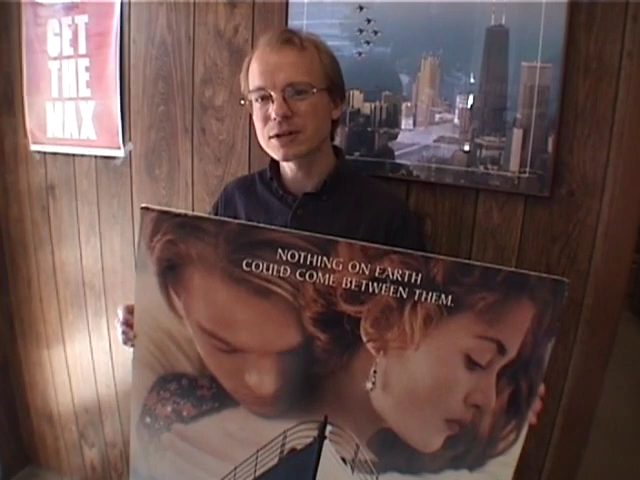 GET
THE
MAX
NOTHING ON EARTH
COULD COME BETWEEN THEM.